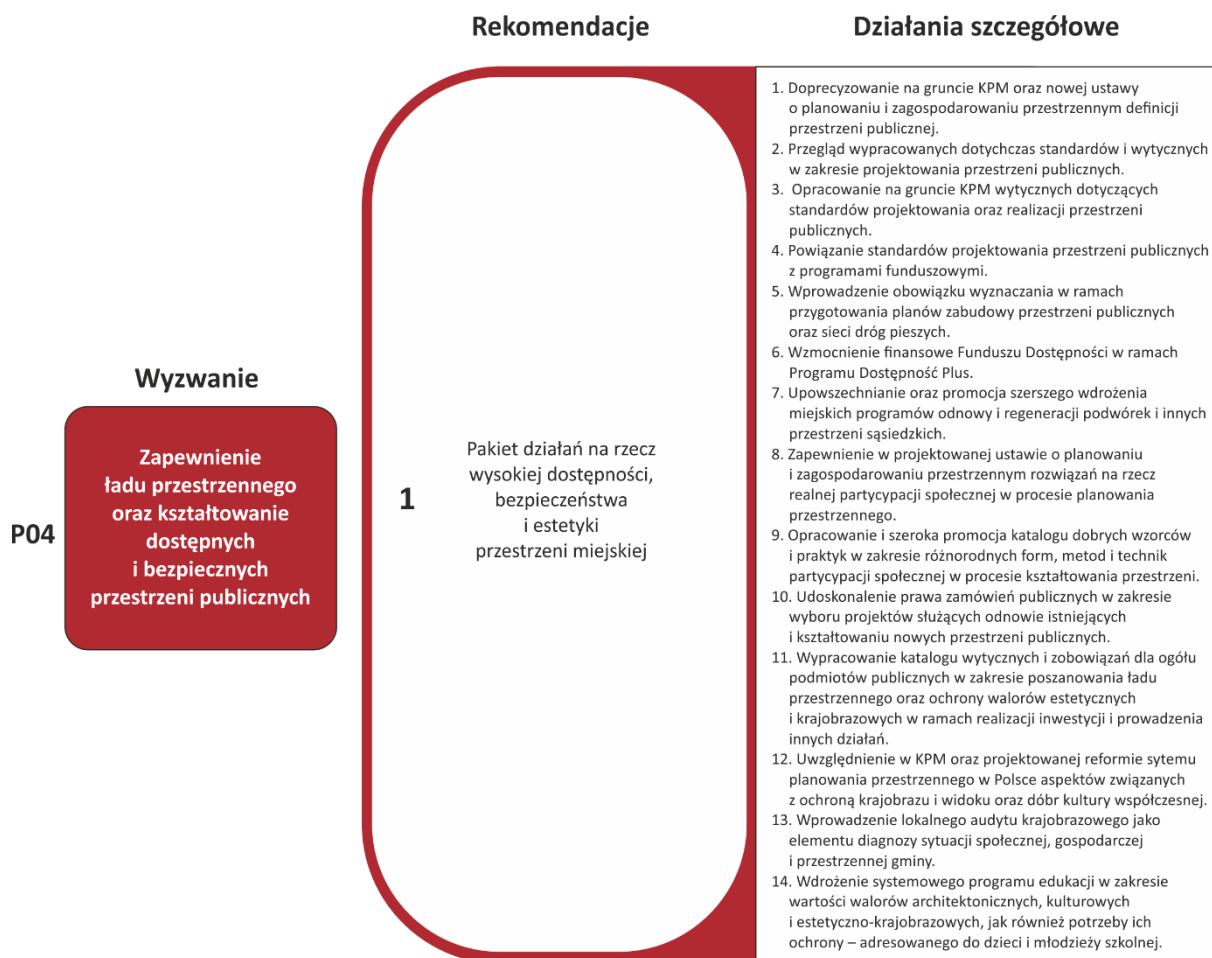 Rekomendacje
Działania szczegółowe
Wyzwanie
P04
Zapewnienie
ładu przestrzennego
oraz kształtowanie
dostępnych
i bezpiecznych
przestrzeni publicznych
1
Pakiet działań na rzecz
wysokiej dostępności,
bezpieczeństwa
i estetyki
przestrzeni miejskiej
1. Doprecyzowanie na gruncie KPM oraz nowej ustawy
o planowaniu i zagospodarowaniu przestrzennym definicji
przestrzeni publicznej.
2. Przegląd wypracowanych dotychczas standardów i wytycznych
w zakresie projektowania przestrzeni publicznych.
3. Opracowanie na gruncie KPM wytycznych dotyczących
standardów projektowania oraz realizacji przestrzeni
publicznych.
4. Powiązanie standardów projektowania przestrzeni publicznych
z programami funduszowymi.
5. Wprowadzenie obowiązku wyznaczania w ramach
przygotowania planów zabudowy przestrzeni publicznych
oraz sieci dróg pieszych.
6. Wzmocnienie finansowe Funduszu Dostępności w ramach
Programu Dostępność Plus.
7. Upowszechnianie oraz promocja szerszego wdrożenia
miejskich programów odnowy i regeneracji podwórek i innych
przestrzeni sąsiedzkich.
8. Zapewnienie w projektowanej ustawie o planowaniu
i zagospodarowaniu przestrzennym rozwiązań na rzecz
realnej partycypacji społecznej w procesie planowania
przestrzennego.
9. Opracowanie i szeroka promocja katalogu dobrych wzorców
i praktyk w zakresie różnorodnych form, metod i technik
partycypacji społecznej w procesie kształtowania przestrzeni.
10. Udoskonalenie prawa zamówień publicznych w zakresie
wyboru projektów służących odnowie istniejących
i kształtowaniu nowych przestrzeni publicznych.
11. Wypracowanie katalogu wytycznych i zobowiązań dla ogółu
podmiotów publicznych w zakresie poszanowania ładu
przestrzennego oraz ochrony walorów estetycznych
i krajobrazowych w ramach realizacji inwestycji i prowadzenia
innych działań.
12. Uwzględnienie w KPM oraz projektowanej reformie sytemu
planowania przestrzennego w Polsce aspektów związanych
z ochroną krajobrazu i widoku oraz dóbr kultury współczesnej.
13. Wprowadzenie lokalnego audytu krajobrazowego jako
elementu diagnozy sytuacji społecznej, gospodarczej
i przestrzennej gminy.
14. Wdrożenie systemowego programu edukacji w zakresie
wartości walorów architektonicznych, kulturowych
i estetyczno-krajobrazowych, jak również potrzeby ich
ochrony – adresowanego do dzieci i młodzieży szkolnej.